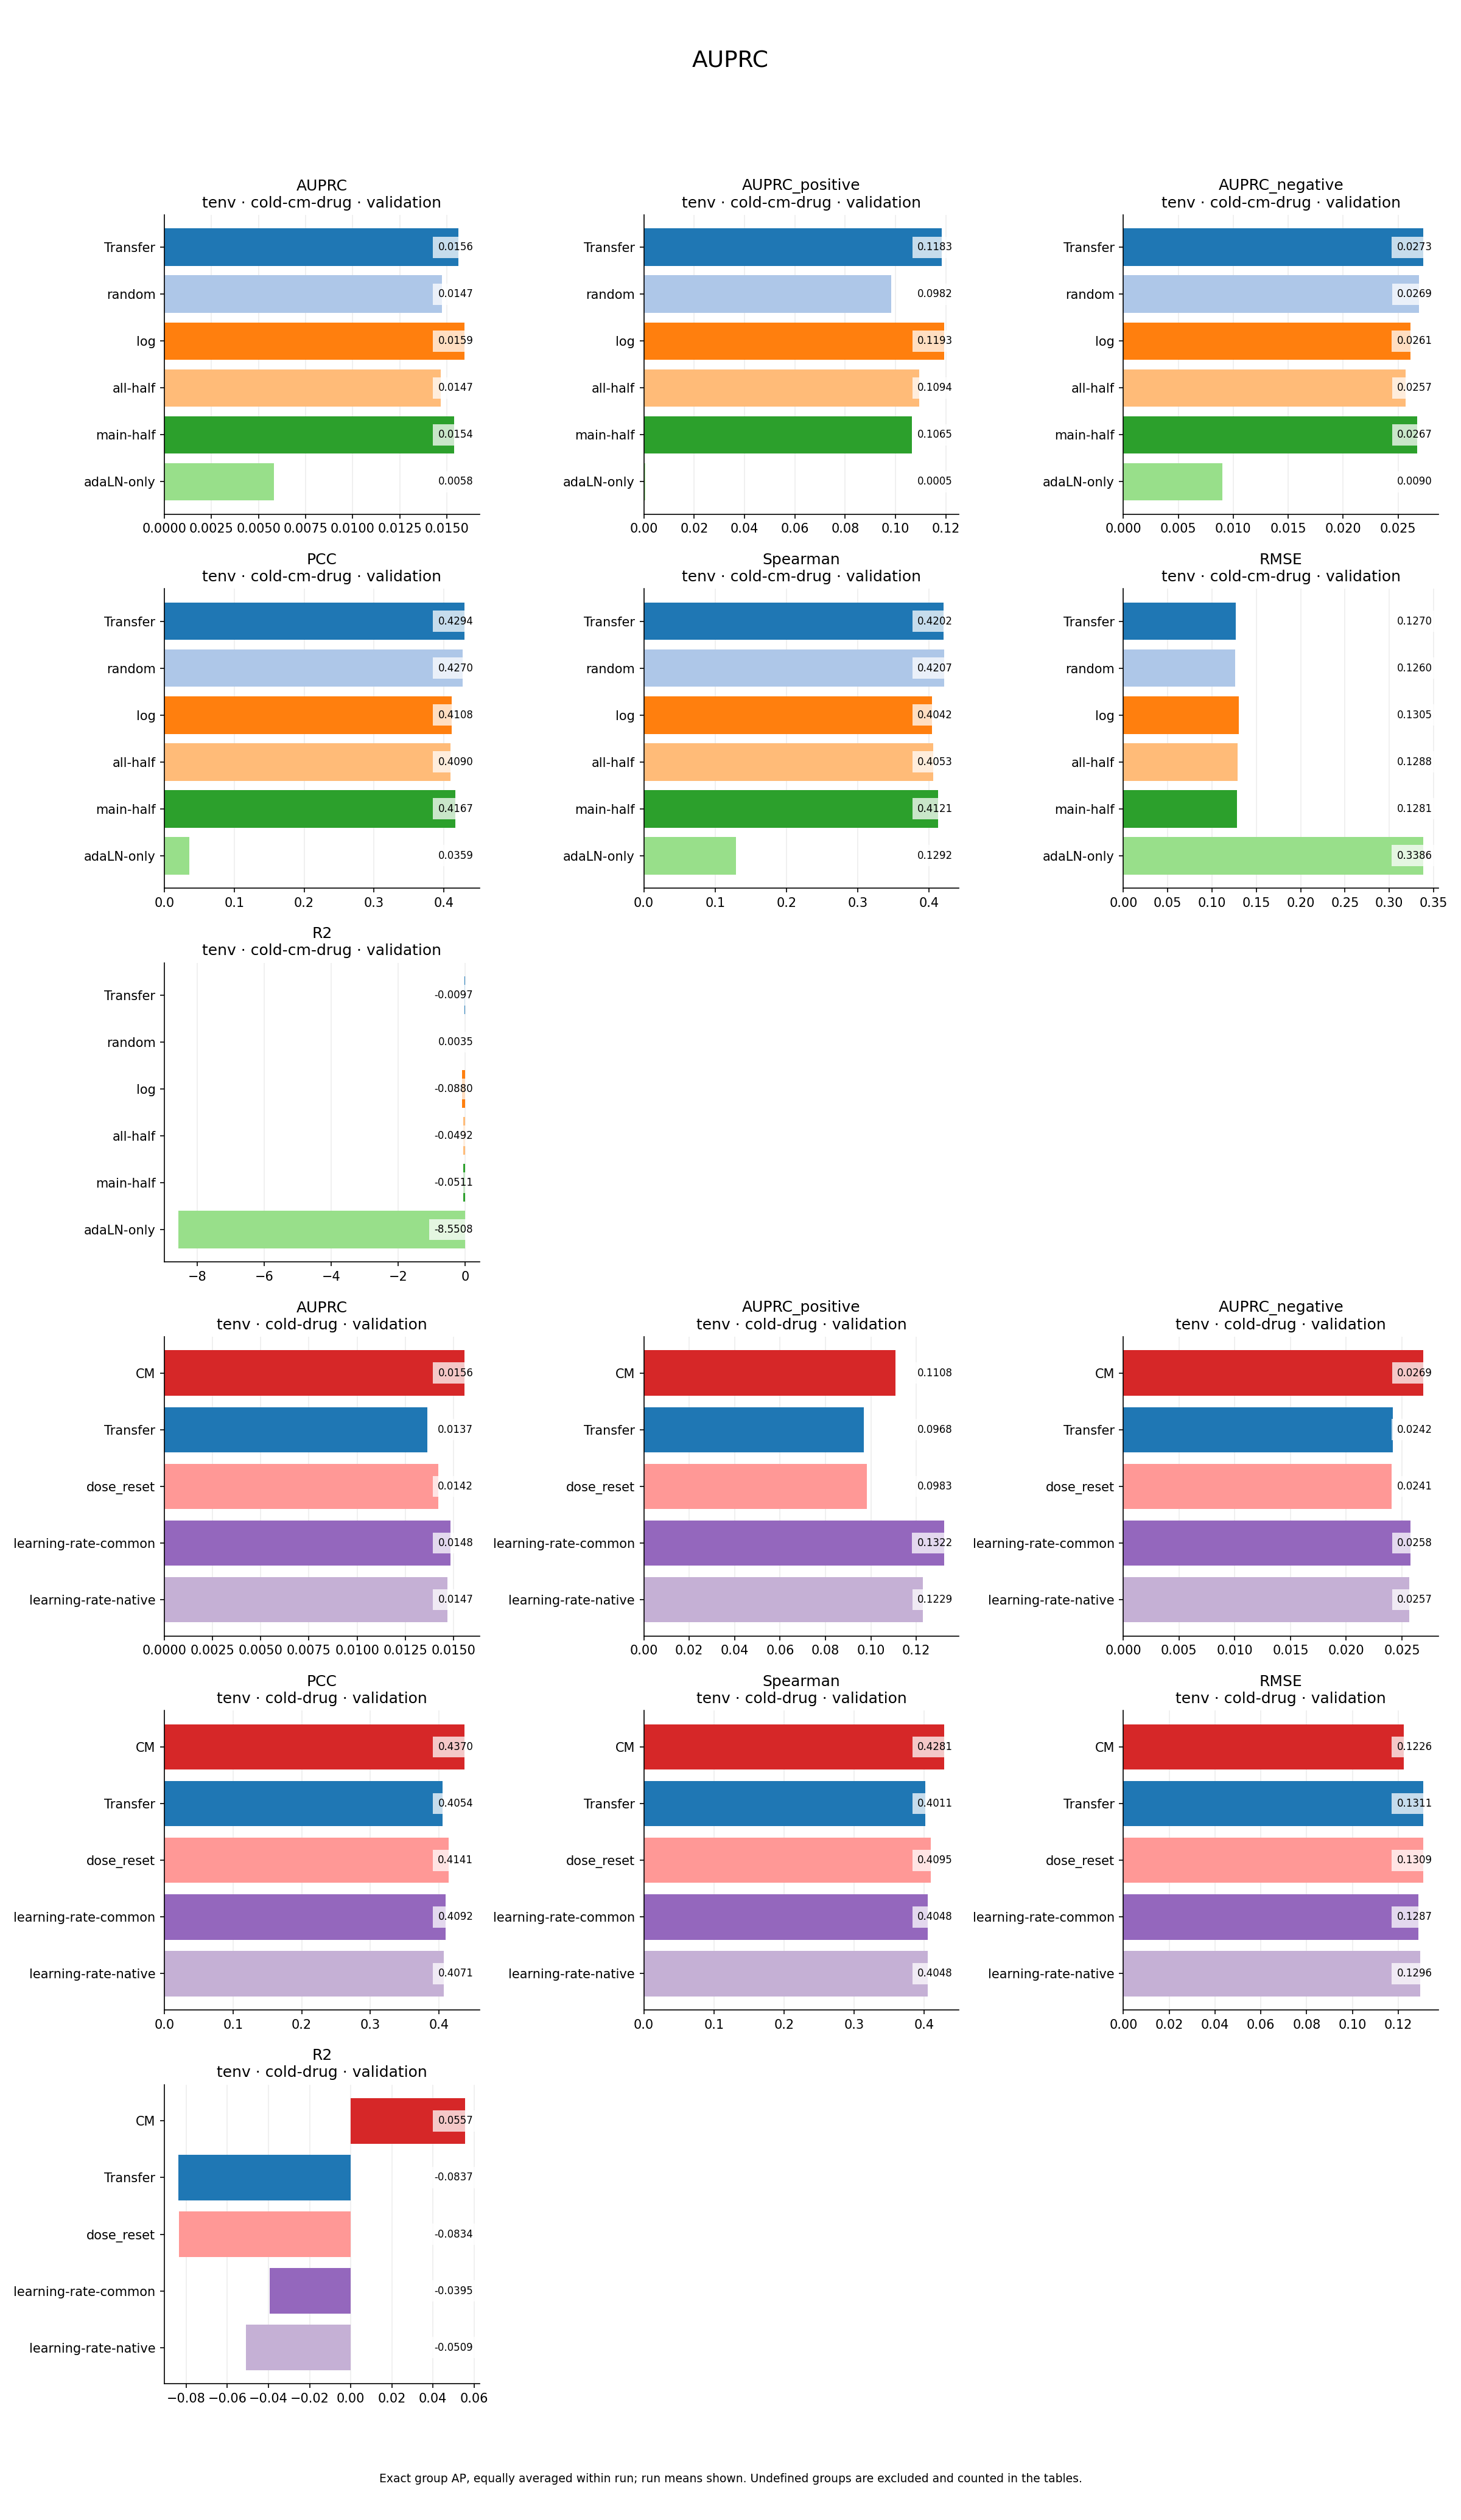 AUPRC
AUPRC
tenv · cold-cm-drug · validation
Transfer
random
log
all-half
main-half
adaLN-only
0.0156
0.0147
0.0159
0.0147
0.0154
0.0058
0.0000 0.0025 0.0050 0.0075 0.0100 0.0125 0.0150
AUPRC_positive
tenv · cold-cm-drug · validation
Transfer
random
log
all-half
main-half
adaLN-only
0.1183
0.0982
0.1193
0.1094
0.1065
0.0005
0.00 0.02 0.04 0.06 0.08 0.10 0.12
AUPRC_negative
tenv · cold-cm-drug · validation
Transfer
random
log
all-half
main-half
adaLN-only
0.0273
0.0269
0.0261
0.0257
0.0267
0.0090
0.000 0.005 0.010 0.015 0.020 0.025
PCC
tenv · cold-cm-drug · validation
Transfer
random
log
all-half
main-half
adaLN-only
0.4294
0.4270
0.4108
0.4090
0.4167
0.0359
0.0 0.1 0.2 0.3 0.4
Spearman
tenv · cold-cm-drug · validation
Transfer
random
log
all-half
main-half
adaLN-only
0.4202
0.4207
0.4042
0.4053
0.4121
0.1292
0.0 0.1 0.2 0.3 0.4
RMSE
tenv · cold-cm-drug · validation
Transfer
random
log
all-half
main-half
adaLN-only
0.1270
0.1260
0.1305
0.1288
0.1281
0.3386
0.00 0.05 0.10 0.15 0.20 0.25 0.30 0.35
R2
tenv · cold-cm-drug · validation
Transfer
random
log
all-half
main-half
adaLN-only
-0.0097
0.0035
-0.0880
-0.0492
-0.0511
-8.5508
−8 −6 −4 −2 0
AUPRC
tenv · cold-drug · validation
CM
Transfer
dose_reset
learning-rate-common
learning-rate-native
0.0156
0.0137
0.0142
0.0148
0.0147
0.0000 0.0025 0.0050 0.0075 0.0100 0.0125 0.0150
AUPRC_positive
tenv · cold-drug · validation
CM
Transfer
dose_reset
learning-rate-common
learning-rate-native
0.1108
0.0968
0.0983
0.1322
0.1229
0.00 0.02 0.04 0.06 0.08 0.10 0.12
AUPRC_negative
tenv · cold-drug · validation
CM
Transfer
dose_reset
learning-rate-common
learning-rate-native
0.0269
0.0242
0.0241
0.0258
0.0257
0.000 0.005 0.010 0.015 0.020 0.025
PCC
tenv · cold-drug · validation
CM
Transfer
dose_reset
learning-rate-common
learning-rate-native
0.4370
0.4054
0.4141
0.4092
0.4071
0.0 0.1 0.2 0.3 0.4
Spearman
tenv · cold-drug · validation
CM
Transfer
dose_reset
learning-rate-common
learning-rate-native
0.4281
0.4011
0.4095
0.4048
0.4048
0.0 0.1 0.2 0.3 0.4
RMSE
tenv · cold-drug · validation
CM
Transfer
dose_reset
learning-rate-common
learning-rate-native
0.1226
0.1311
0.1309
0.1287
0.1296
0.00 0.02 0.04 0.06 0.08 0.10 0.12
R2
tenv · cold-drug · validation
CM
Transfer
dose_reset
learning-rate-common
learning-rate-native
0.0557
-0.0837
-0.0834
-0.0395
-0.0509
−0.08 −0.06 −0.04 −0.02 0.00 0.02 0.04 0.06
Exact group AP, equally averaged within run; run means shown. Undefined groups are excluded and counted in the tables.